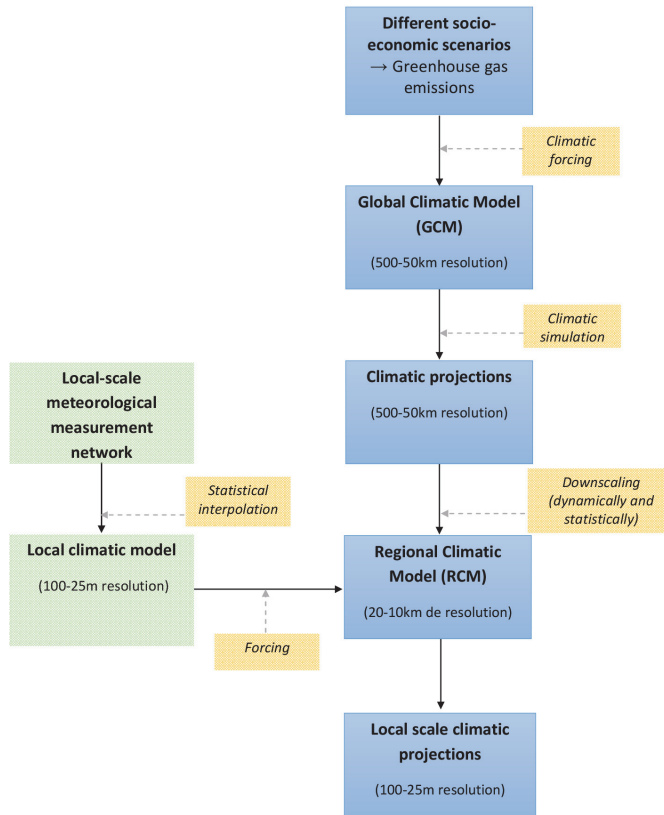 Different socio-
economic scenarios
→ Greenhouse gas
emissions
Climatic
forcing
Global Climatic Model
(GCM)
(500-50km resolution)
Climatic
simulation
Climatic projections
(500-50km resolution)
Local-scale
meteorological
measurement
network
Statistical
interpolation
Downscaling
(dynamically and
statistically)
Local climatic model
(100-25m resolution)
Regional Climatic
Model (RCM)
(20-10km de resolution)
Forcing
Local scale climatic
projections
(100-25m resolution)